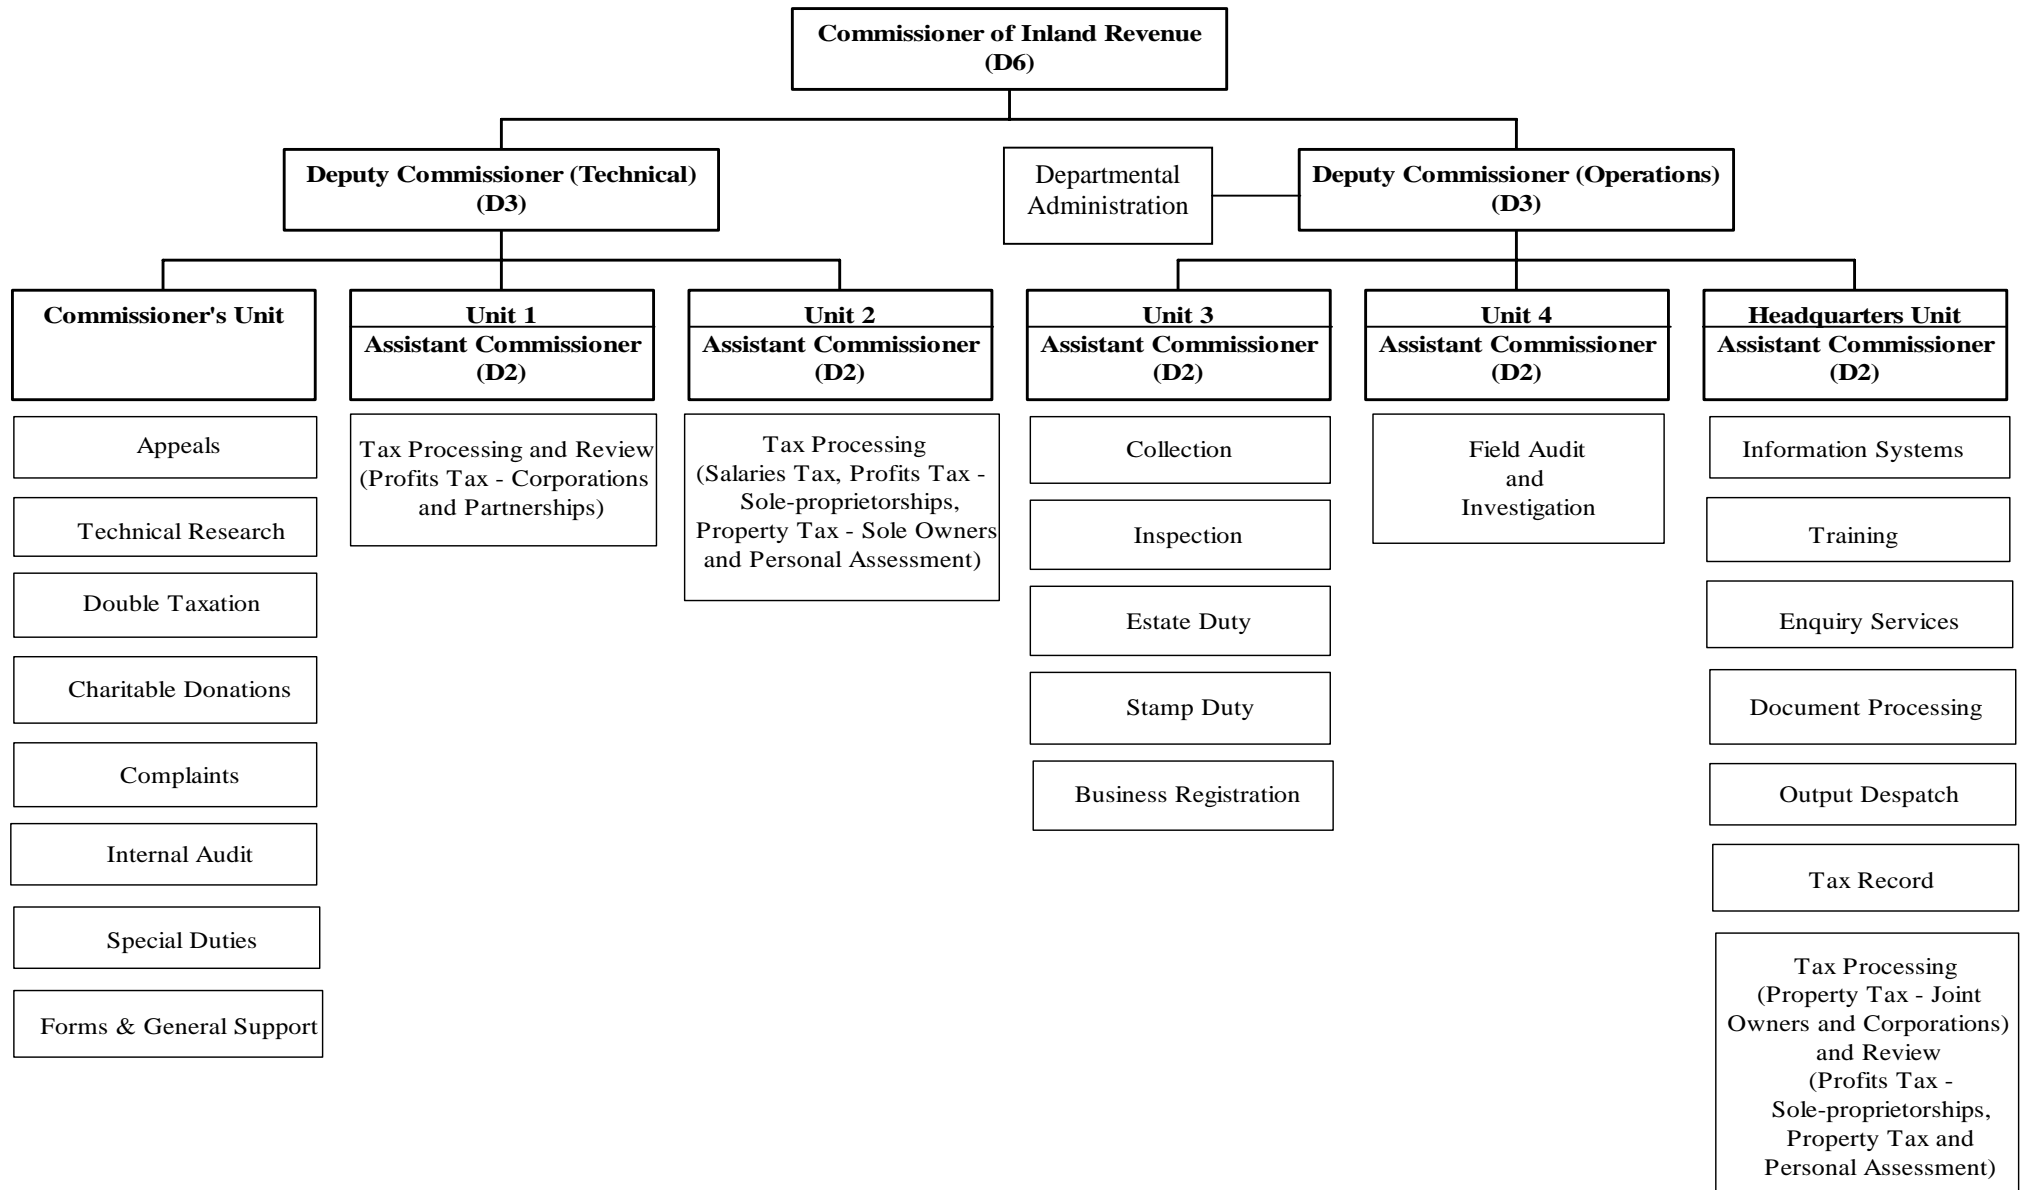 Commissioner of Inland Revenue
(D6)
Deputy Commissioner (Technical)
(D3)
Departmental
Administration
Deputy Commissioner (Operations)
(D3)
Commissioner's Unit
Unit 1
Assistant Commissioner
(D2)
Unit 2
Assistant Commissioner
(D2)
Unit 3
Assistant Commissioner
(D2)
Unit 4
Assistant Commissioner
(D2)
Headquarters Unit
Assistant Commissioner
(D2)
Appeals
Technical Research
Double Taxation
Charitable Donations
Complaints
Internal Audit
Special Duties
Forms & General Support
Tax Processing and Review
(Profits Tax - Corporations
and Partnerships)
Tax Processing
(Salaries Tax, Profits Tax -
Sole-proprietorships,
Property Tax - Sole Owners
and Personal Assessment)
Collection
Inspection
Estate Duty
Stamp Duty
Business Registration
Field Audit
and
Investigation
Information Systems
Training
Enquiry Services
Document Processing
Output Despatch
Tax Record
Tax Processing
(Property Tax - Joint
Owners and Corporations)
and Review
(Profits Tax -
Sole-proprietorships,
Property Tax and
Personal Assessment)